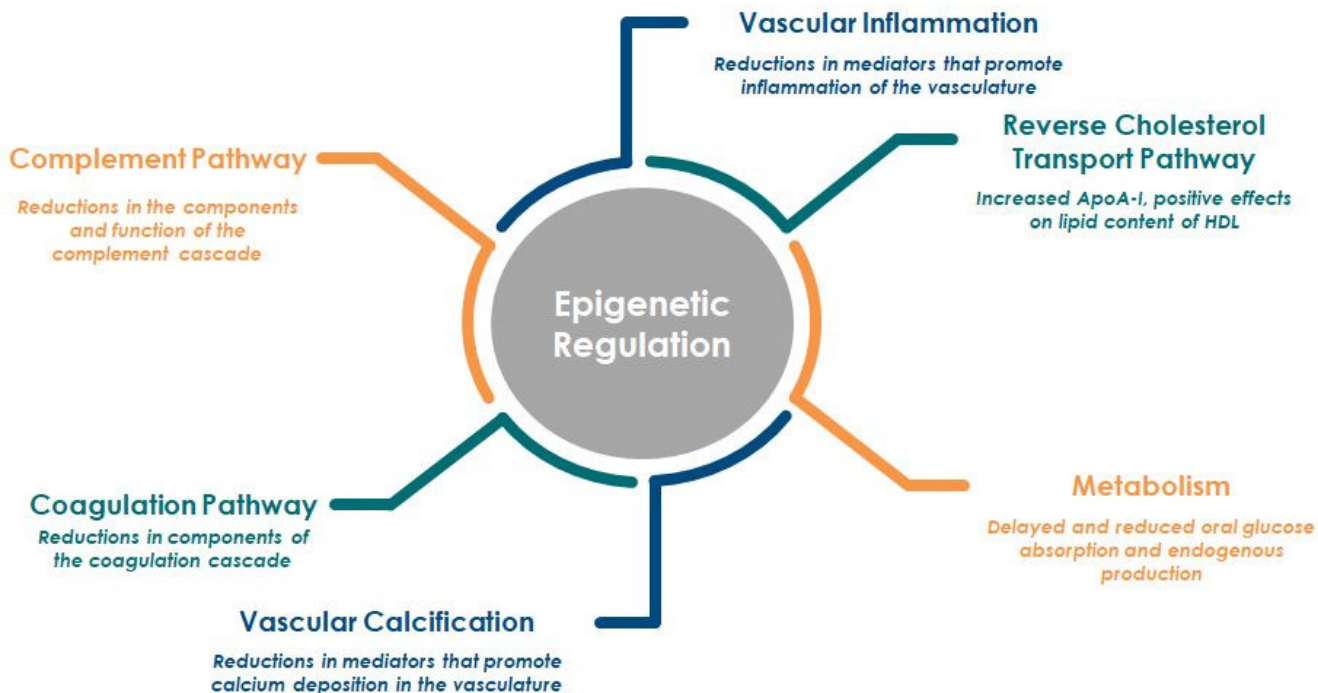 Vascular Inflammation
Reductions in mediators that promote
inflammation of the vasculature
Reverse Cholesterol
Transport Pathway
Increased ApoA-I, positive effects
on lipid content of HDL
Complement Pathway
Reductions in the components
and function of the
complement cascade
Epigenetic
Regulation
Metabolism
Delayed and reduced oral glucose
absorption and endogenous
production
Coagulation Pathway
Reductions in components of
the coagulation cascade
Vascular Calcification
Reductions in mediators that promote
calcium deposition in the vasculature